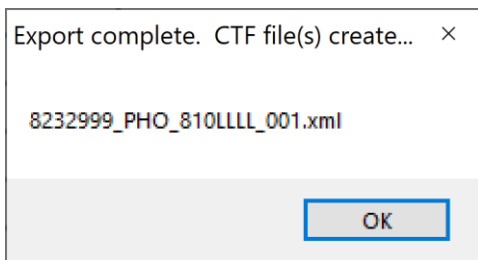 Export complete.  CTF file(s) create...
8232999_PHO_810LLLL_001.xml
OK